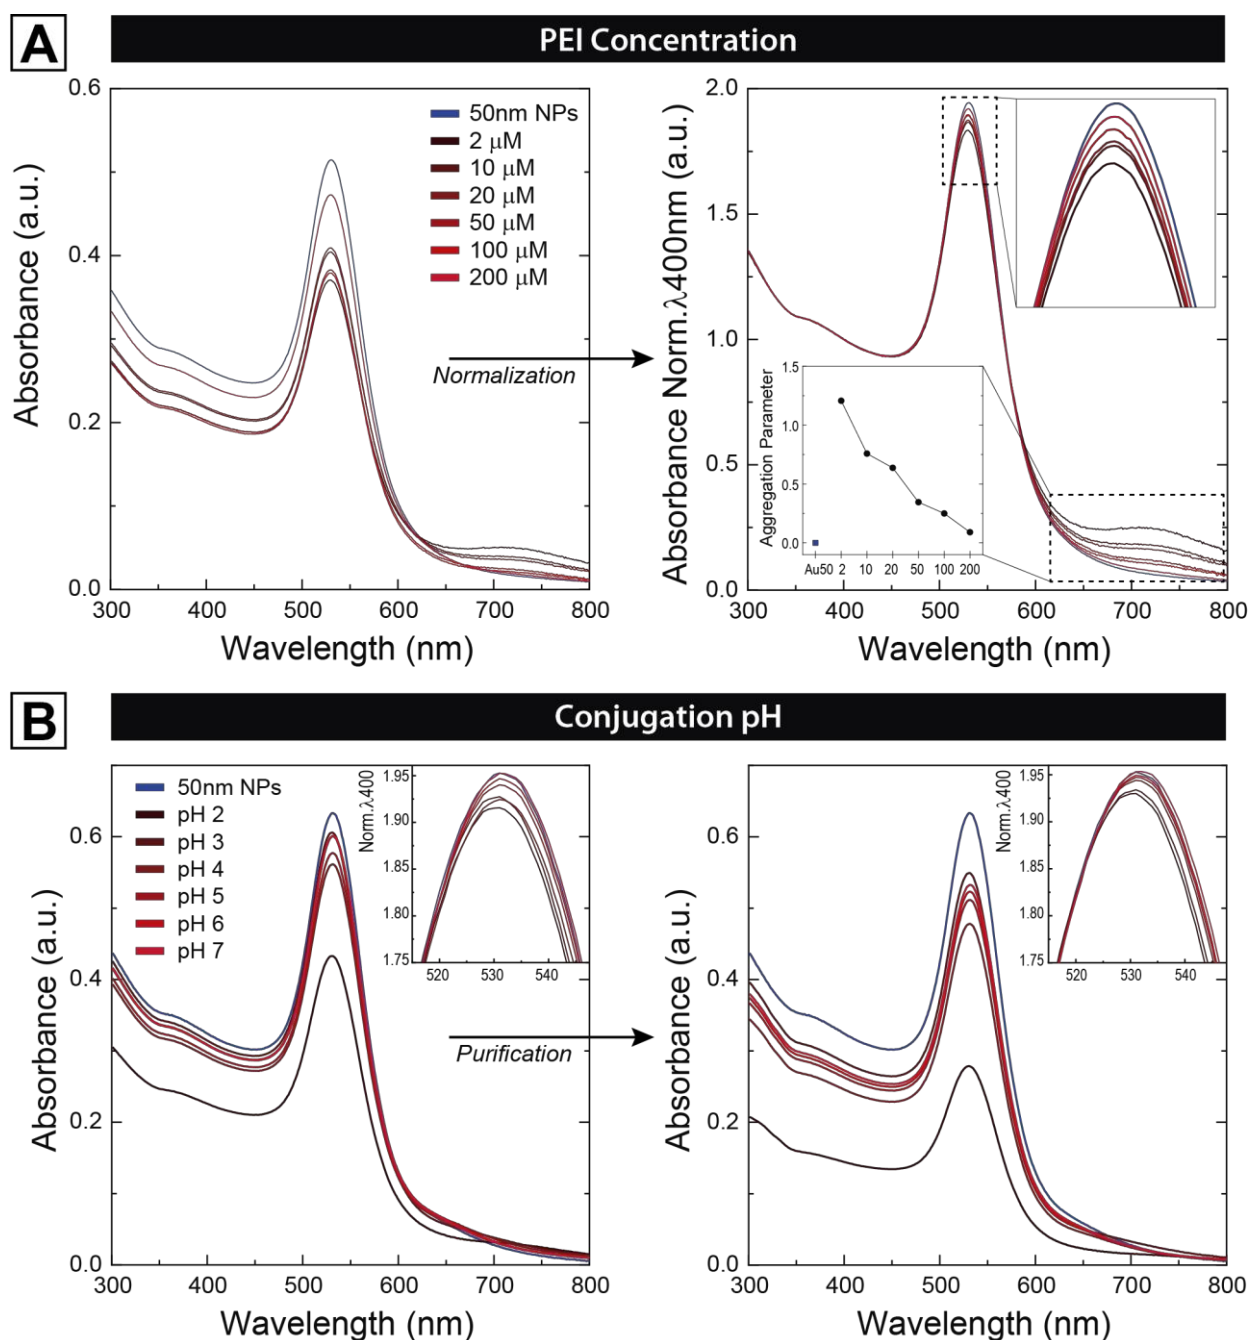 A
PEI Concentration
Absorbance (a.u.)
0.6
0.4
0.2
0.0
50nm NPs
2 μM
10 μM
20 μM
50 μM
100 μM
200 μM
300 400 500 600 700 800
Wavelength (nm)
Normalization
Absorbance Norm.λ400nm (a.u.)
2.0
1.5
1.0
0.5
0.0
Aggregation Parameter
1.5
1.0
0.5
0.0
Au50 2 10 20 50 100 200
300 400 500 600 700 800
Wavelength (nm)
B
Conjugation pH
Absorbance (a.u.)
0.6
0.4
0.2
0.0
50nm NPs
pH 2
pH 3
pH 4
pH 5
pH 6
pH 7
Norm.λ400
1.95
1.90
1.85
1.80
1.75
520 530 540
300 400 500 600 700 800
Wavelength (nm)
Purification
Absorbance (a.u.)
0.6
0.4
0.2
0.0
Norm.λ400
1.95
1.90
1.85
1.80
1.75
520 530 540
300 400 500 600 700 800
Wavelength (nm)